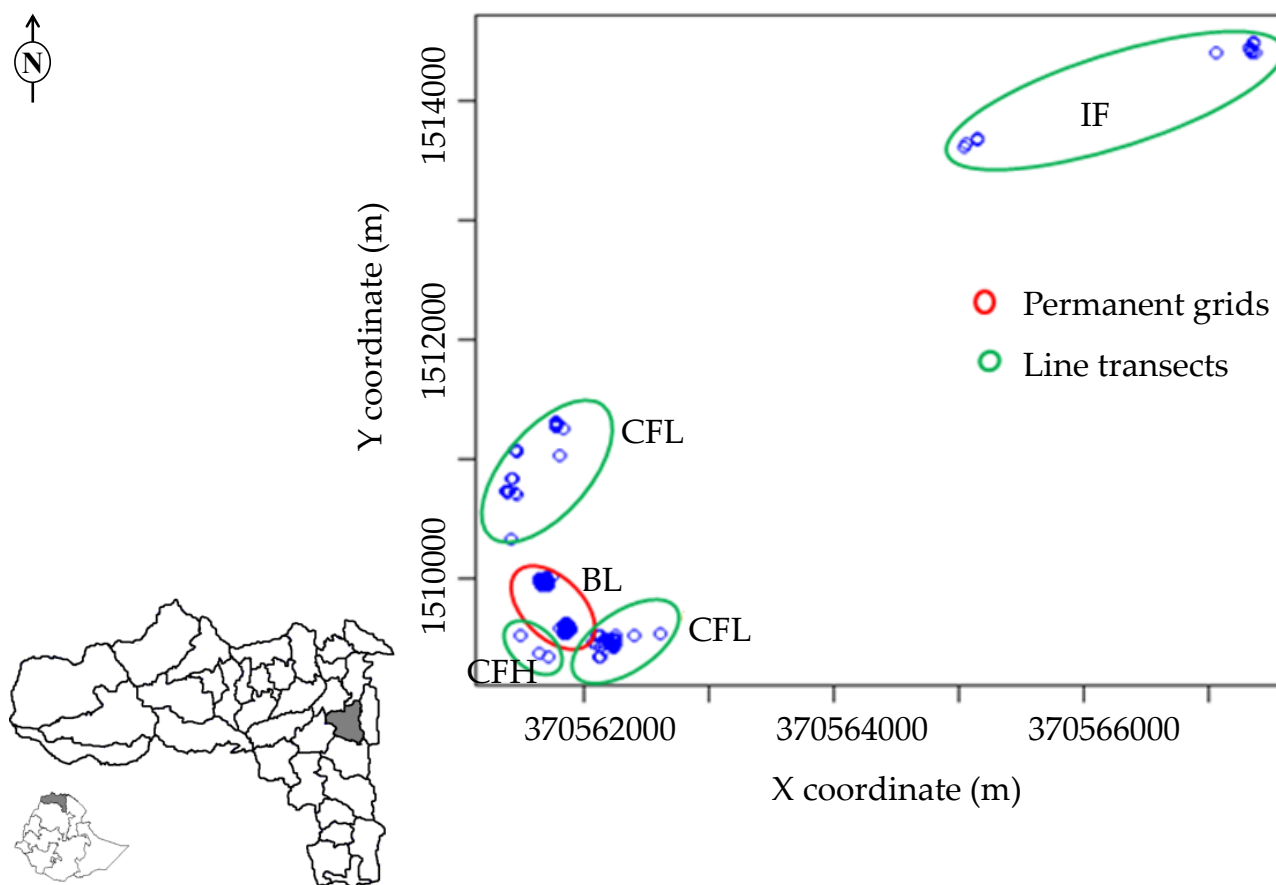 N
1514000
IF
Y coordinate (m)
Permanent grids
1512000
Line transects
CFL
1510000
BL
CFL
CFH
370562000 370564000 370566000
X coordinate (m)